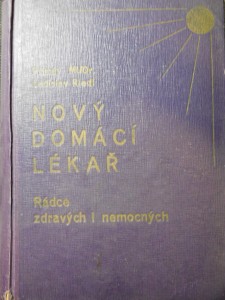 MUDr.
Ladislav Riedl
NOVÝ
DOMÁCÍ
LÉKAŘ
Rádce
zdravých i nemocných